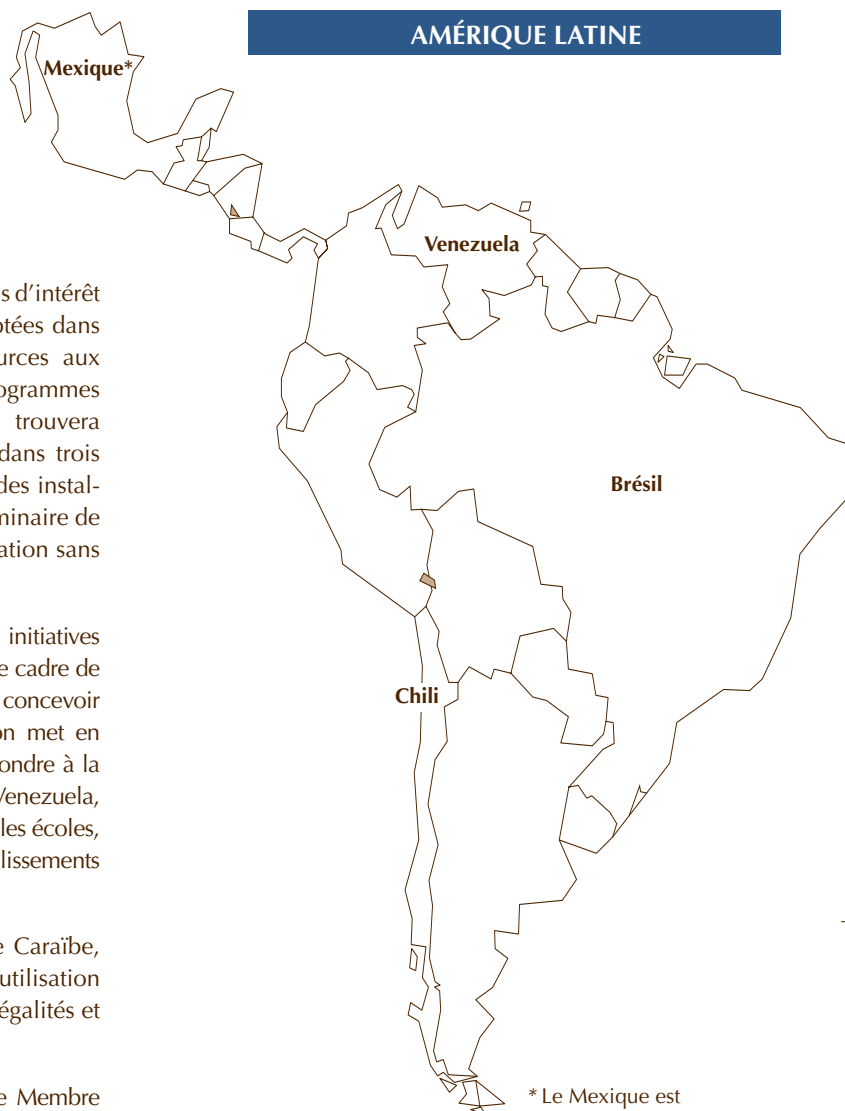 AMÉRIQUE LATINE
Mexique*
Venezuela
Brésil
Chili
s d’intérêt
ptées dans
urces aux
ogrammes
trouvera
dans trois
des instal-
minaire de
ation sans
initiatives
e cadre de
concevoir
on met en
ondre à la
Venezuela,
les écoles,
lissements
e Caraïbe,
utilisation
égalités et
e Membre
* Le Mexique est